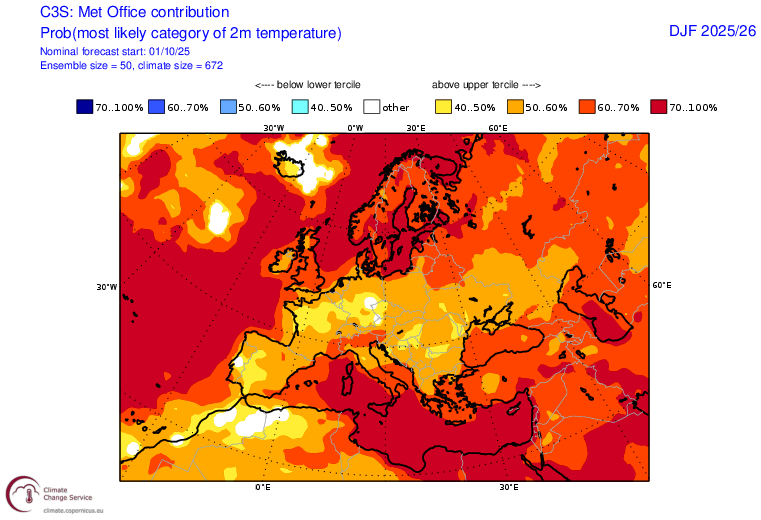 C3S: Met Office contribution
Prob(most likely category of 2m temperature)
DJF 2025/26
Nominal forecast start: 01/10/25
Ensemble size = 50, climate size = 672
<---- below lower tercile above upper tercile ---->
70..100% 60..70% 50..60% 40..50% other 40..50% 50..60% 60..70% 70..100%
30°W 0°W 30°E 60°E
30°W 60°E
0°E 30°E
Climate
Change Service
climate.copernicus.eu